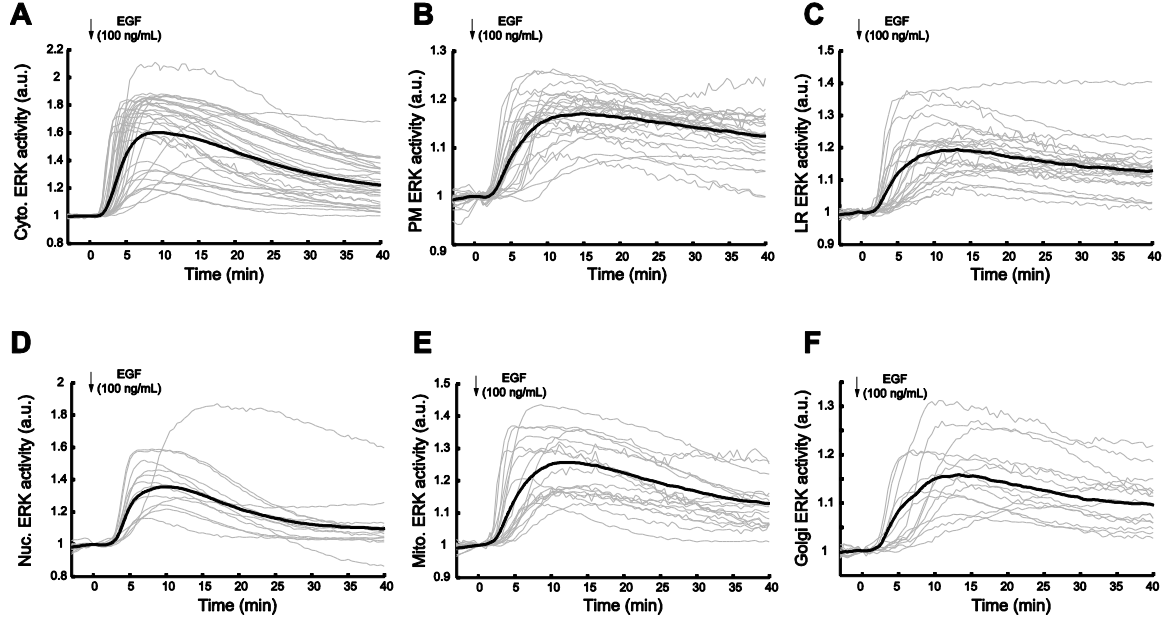 A
EGF
(100 ng/mL)
Cyto. ERK activity (a.u.)
2.2
2
1.8
1.6
1.4
1.2
1
0.8
0 5 10 15 20 25 30 35 40
Time (min)
B
EGF
(100 ng/mL)
PM ERK activity (a.u.)
1.3
1.2
1.1
1
0.9
0 5 10 15 20 25 30 35 40
Time (min)
C
EGF
(100 ng/mL)
LR ERK activity (a.u.)
1.5
1.4
1.3
1.2
1.1
1
0.9
0 5 10 15 20 25 30 35 40
Time (min)
D
EGF
(100 ng/mL)
Nuc. ERK activity (a.u.)
2
1.8
1.6
1.4
1.2
1
0.8
0 5 10 15 20 25 30 35 40
Time (min)
E
EGF
(100 ng/mL)
Mito. ERK activity (a.u.)
1.5
1.4
1.3
1.2
1.1
1
0.9
0 5 10 15 20 25 30 35 40
Time (min)
F
EGF
(100 ng/mL)
Golgi ERK activity (a.u.)
1.3
1.2
1.1
1
0 5 10 15 20 25 30 35 40
Time (min)